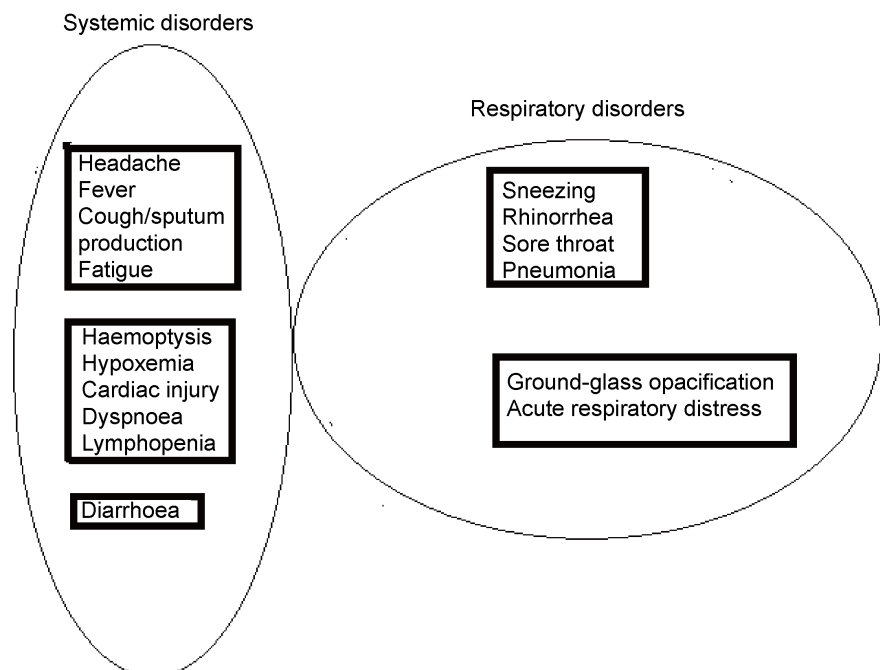 Systemic disorders
Headache
Fever
Cough/sputum
production
Fatigue
Haemoptysis
Hypoxemia
Cardiac injury
Dyspnoea
Lymphopenia
Diarrhoea
Respiratory disorders
Sneezing
Rhinorrhea
Sore throat
Pneumonia
Ground-glass opacification
Acute respiratory distress